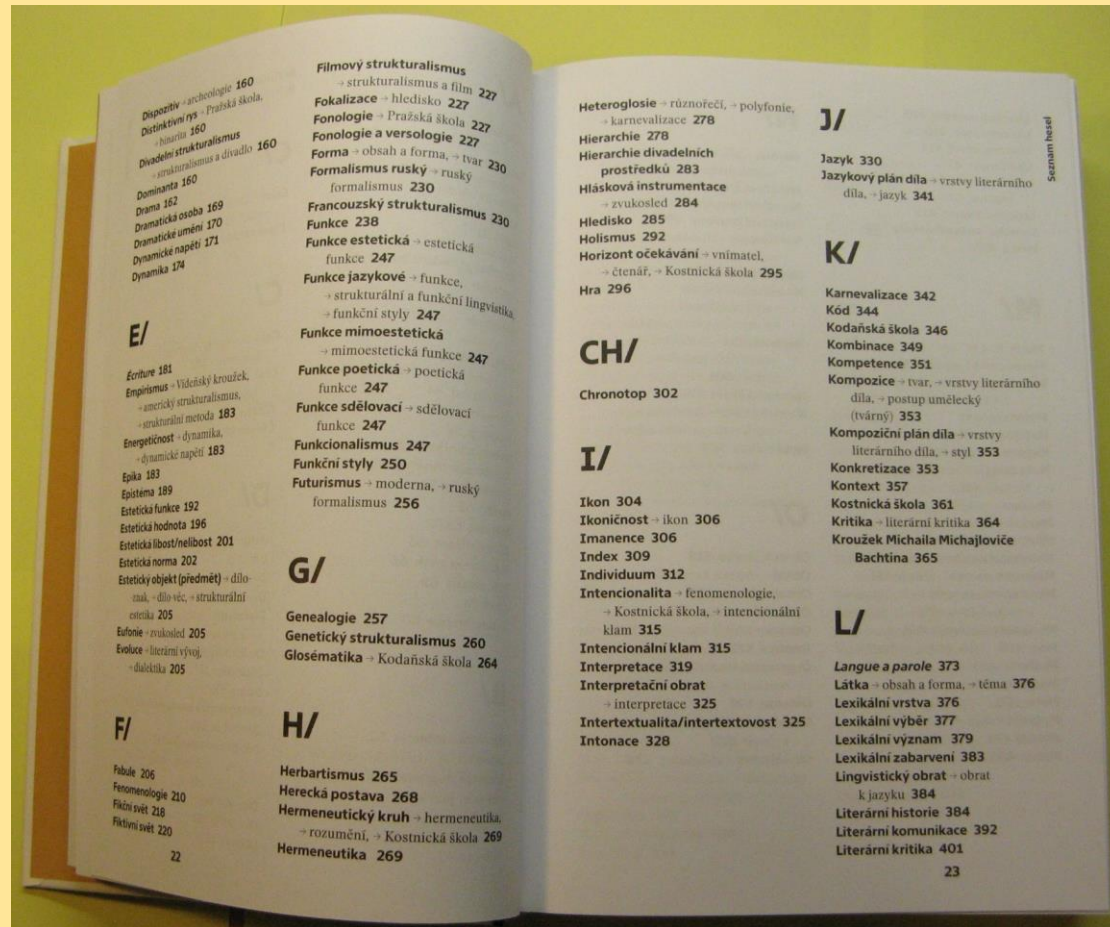 Dispozitiv → archeologie 160
Distinktivní rys → Pražská škola,
→ binarita 160
Divadelní strukturalismus
→ strukturalismus a divadlo 160
Dominanta 160
Drama 162
Dramatická osoba 169
Dramatické umění 170
Dynamické napětí 171
Dynamika 174
E/
Écriture 181
Empirismus → Vídeňský kroužek,
→ americký strukturalismus,
→ strukturální metoda 183
Energetičnost → dynamika,
→ dynamické napětí 183
Epika 183
Epistéma 189
Estetická funkce 192
Estetická hodnota 196
Estetická libost/nelibost 201
Estetická norma 202
Estetický objekt (předmět) → dílo-
znak, → dílo-věc, → strukturální
estetika 205
Eufonie → zvukosled 205
Evoluce → literární vývoj,
→ dialektika 205
F/
Fabule 206
Fenomenologie 210
Fikční svět 218
Fiktivní svět 220
22
Filmový strukturalismus
→ strukturalismus a film 227
Fokalizace → hledisko 227
Fonologie → Pražská škola 227
Fonologie a versologie 227
Forma → obsah a forma, → tvar 230
Formalismus ruský → ruský
formalismus 230
Francouzský strukturalismus 230
Funkce 238
Funkce estetická → estetická
funkce 247
Funkce jazykové → funkce,
→ strukturální a funkční lingvistika,
→ funkční styly 247
Funkce mimoestetická
→ mimoestetická funkce 247
Funkce poetická → poetická
funkce 247
Funkce sdělovací → sdělovací
funkce 247
Funkcionalismus 247
Funkční styly 250
Futurismus → moderna, → ruský
formalismus 256
G/
Genealogie 257
Genetický strukturalismus 260
Glosématika → Kodaňská škola 264
H/
Herbartismus 265
Herecká postava 268
Hermeneutický kruh → hermeneutika,
→ rozumění, → Kostnická škola 269
Hermeneutika 269
Heteroglosie → různořečí, → polyfonie,
→ karnevalizace 278
Hierarchie 278
Hierarchie divadelních
prostředků 283
Hlásková instrumentace
→ zvukosled 284
Hledisko 285
Holismus 292
Horizont očekávání → vnímatel,
→ čtenář, → Kostnická škola 295
Hra 296
CH/
Chronotop 302
I/
Ikon 304
Ikoničnost → ikon 306
Imanence 306
Index 309
Individuum 312
Intencionalita → fenomenologie,
→ Kostnická škola, → intencionální
klam 315
Intencionální klam 315
Interpretace 319
Interpretační obrat
→ interpretace 325
Intertextualita/intertextovost 325
Intonace 328
J/
Jazyk 330
Jazykový plán díla → vrstvy literárního
díla, → jazyk 341
K/
Karnevalizace 342
Kód 344
Kodaňská škola 346
Kombinace 349
Kompetence 351
Kompozice → tvar, → vrstvy literárního
díla, → postup umělecký
(tvárný) 353
Kompoziční plán díla → vrstvy
literárního díla, → styl 353
Konkretizace 353
Kontext 357
Kostnická škola 361
Kritika → literární kritika 364
Kroužek Michaila Michajloviče
Bachtina 365
L/
Langue a parole 373
Látka → obsah a forma, → téma 376
Lexikální vrstva 376
Lexikální výběr 377
Lexikální význam 379
Lexikální zabarvení 383
Lingvistický obrat → obrat
k jazyku 384
Literární historie 384
Literární komunikace 392
Literární kritika 401
23
Seznam hesel